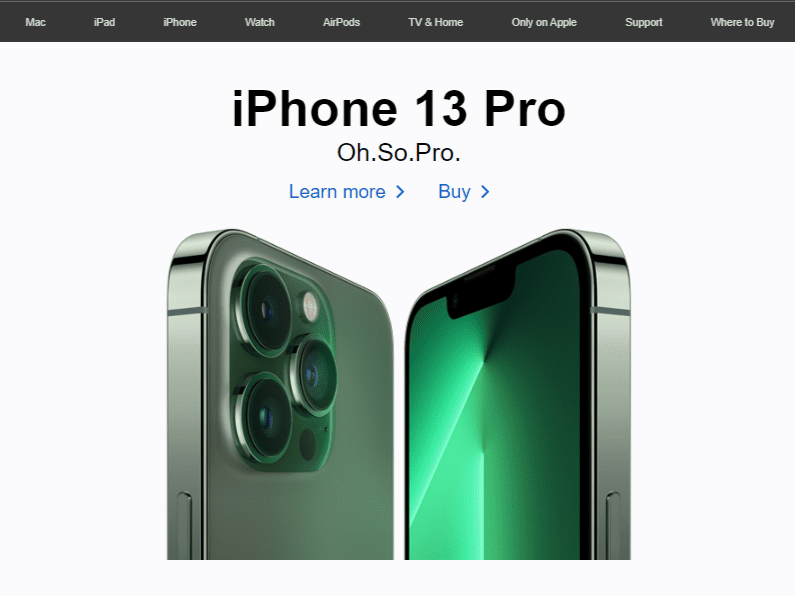 Mac iPad iPhone Watch AirPods TV & Home Only on Apple Support Where to Buy
iPhone 13 Pro
Oh.So.Pro.
Learn more > Buy >